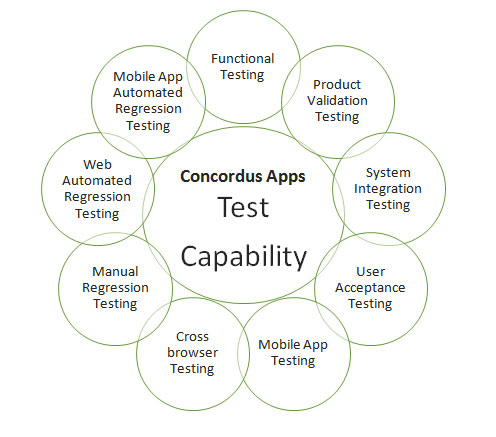 Functional
Testing
Product
Validation
Testing
System
Integration
Testing
User
Acceptance
Testing
Mobile App
Testing
Cross
browser
Testing
Manual
Regression
Testing
Web
Automated
Regression
Testing
Mobile App
Automated
Regression
Testing
Concordus Apps
Test
Capability